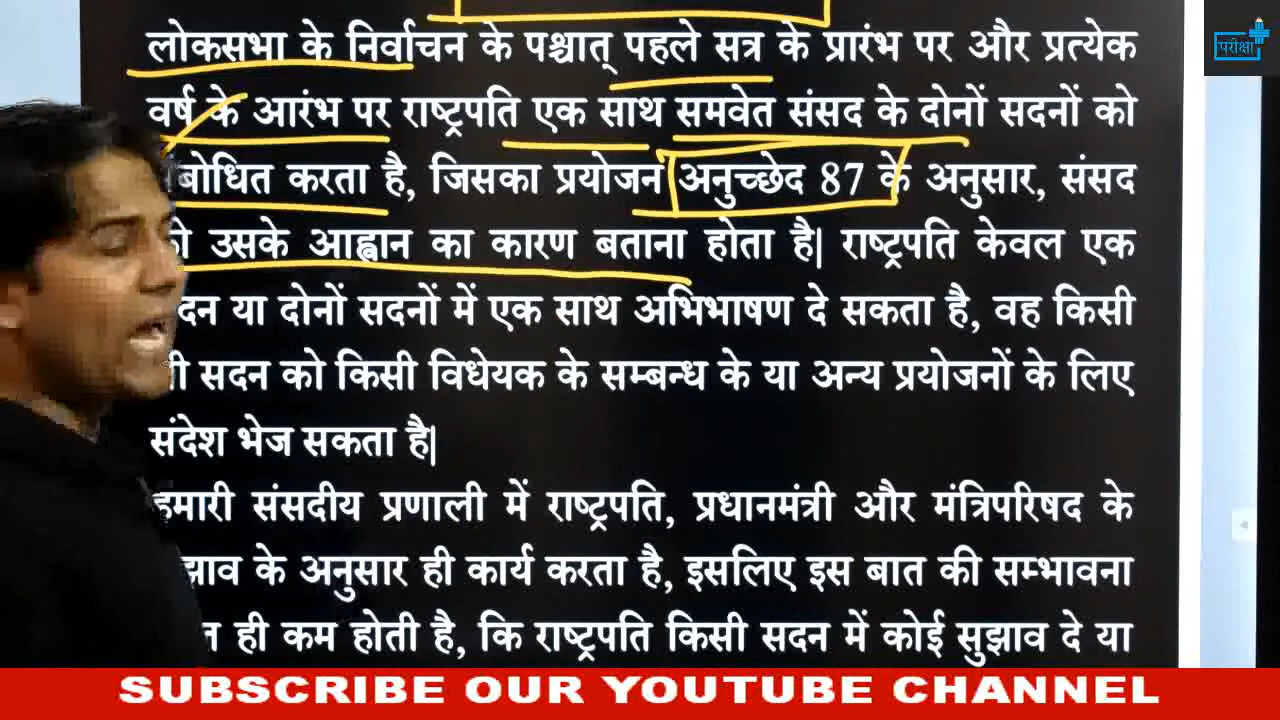 परीक्षा
लोकसभा के निर्वाचन के पश्चात् पहले सत्र के प्रारंभ पर और प्रत्येक
वर्ष के आरंभ पर राष्ट्रपति एक साथ समवेत संसद के दोनों सदनों को
करता है, जिसका प्रयोजन अनुच्छेद 87 के अनुसार, संसद
उसके आह्वान का कारण बताना होता है| राष्ट्रपति केवल एक
या दोनों सदनों में एक साथ अभिभाषण दे सकता है, वह किसी
सदन को किसी विधेयक के सम्बन्ध के या अन्य प्रयोजनों के लिए
संदेश भेज सकता है|
हमारी संसदीय प्रणाली में राष्ट्रपति, प्रधानमंत्री और मंत्रिपरिषद के
के अनुसार ही कार्य करता है, इसलिए इस बात की सम्भावना
ही कम होती है, कि राष्ट्रपति किसी सदन में कोई सुझाव दे या
SUBSCRIBE OUR YOUTUBE CHANNEL